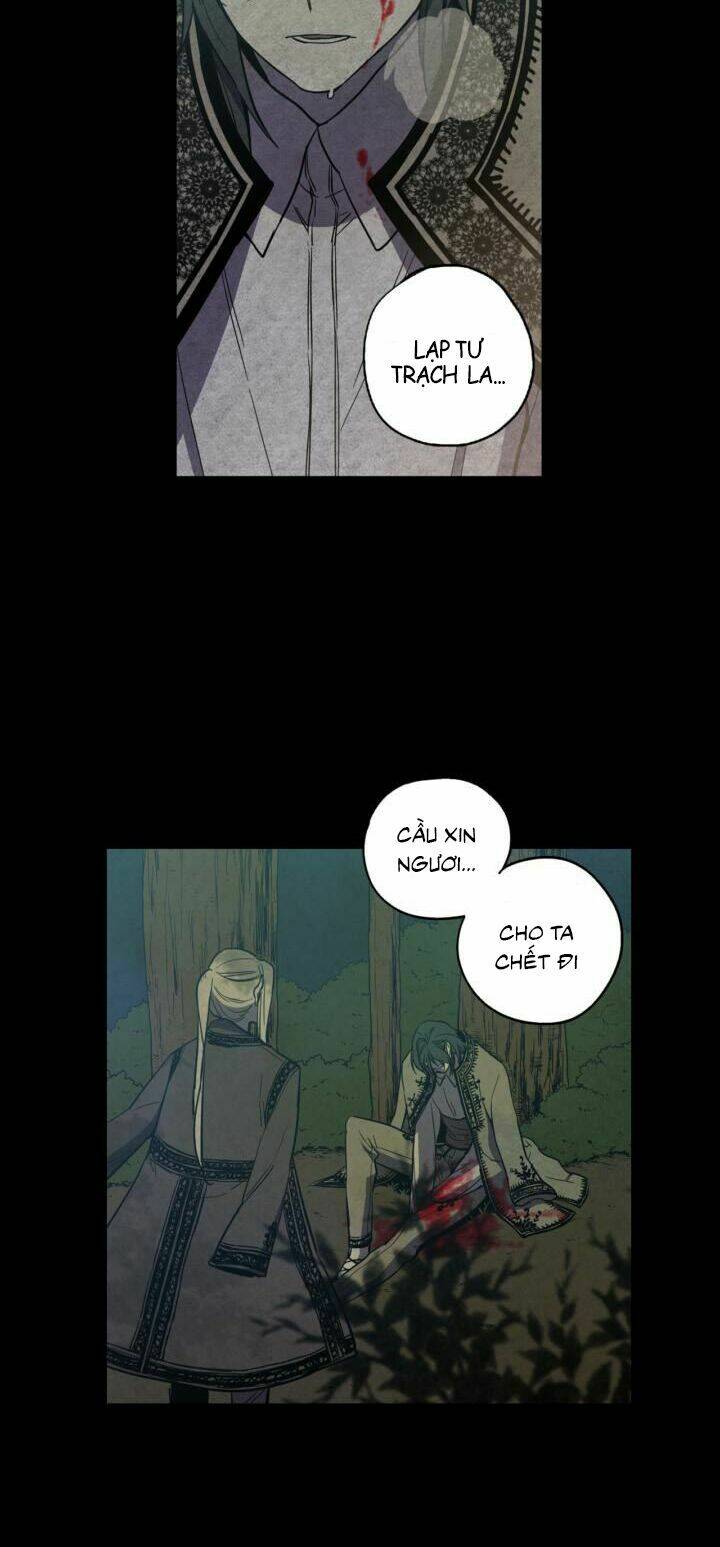 LẠP TƯ
TRẠCH LA...
CẦU XIN
NGƯƠI...
CHO TA
CHẾT ĐI